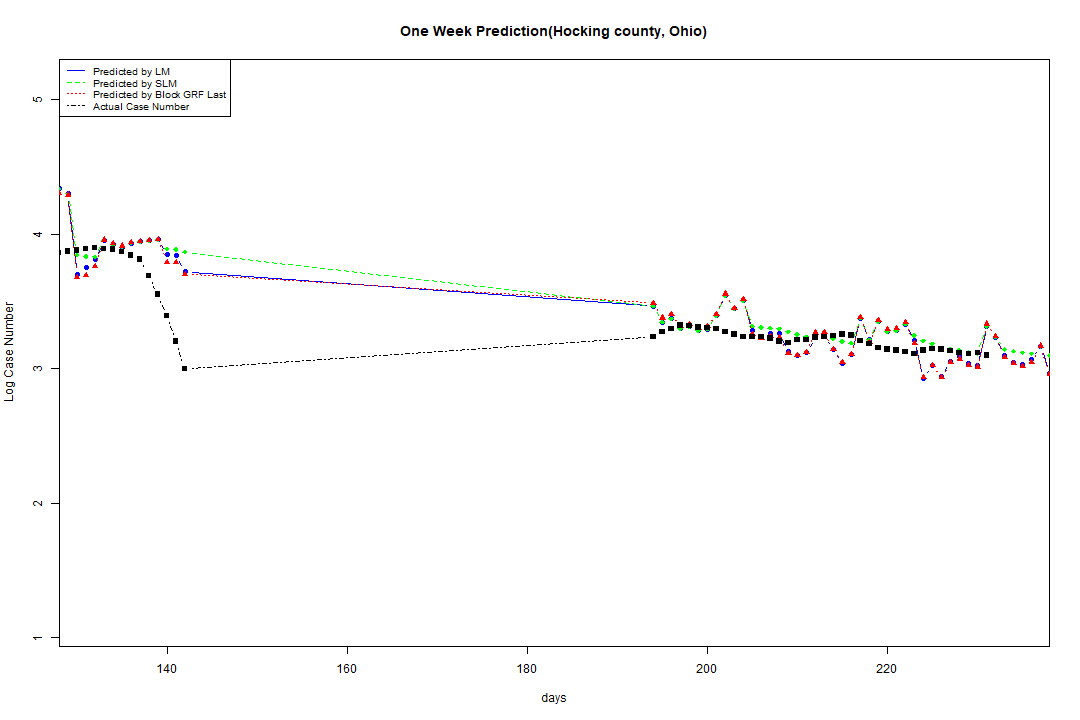 One Week Prediction(Hocking county, Ohio)
Predicted by LM
Predicted by SLM
Predicted by Block GRF Last
Actual Case Number
5
4
3
2
1
Log Case Number
140 160 180 200 220
days